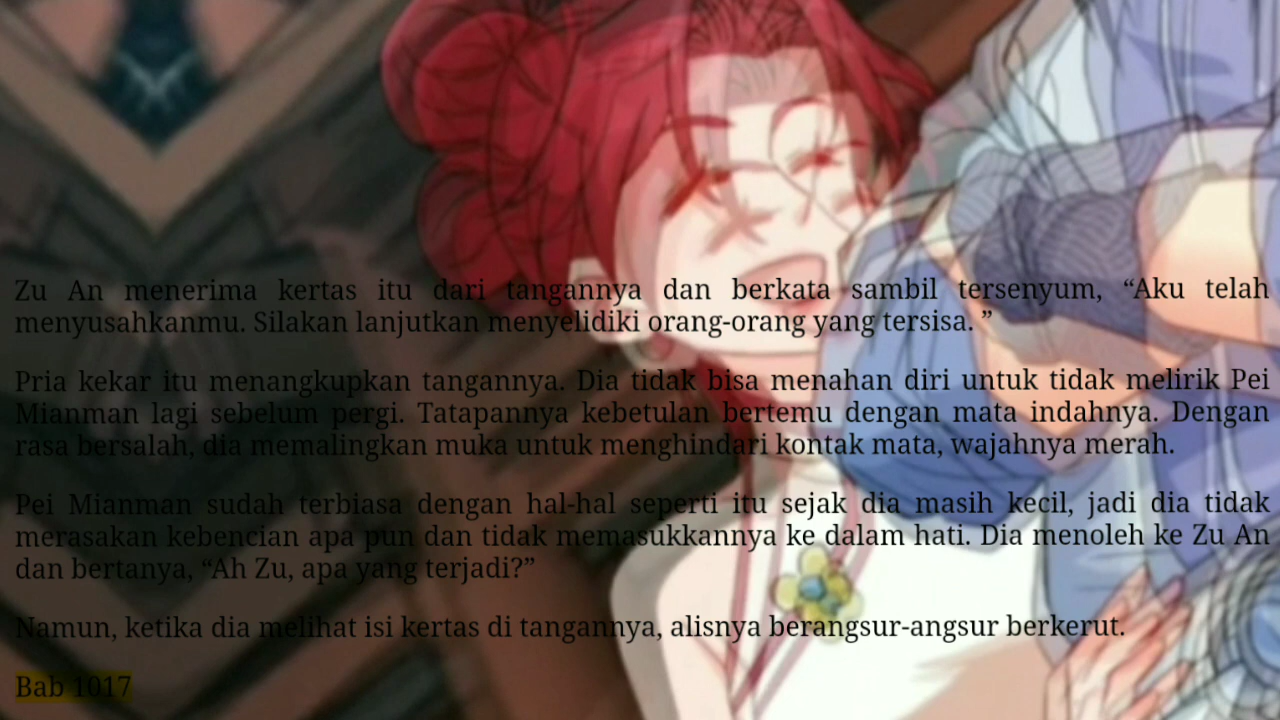 Zu An menerima kertas itu dari tangannya dan berkata sambil tersenyum, “Aku telah
menyusahkanmu. Silakan lanjutkan menyelidiki orang-orang yang tersisa. ”
Pria kekar itu menangkupkan tangannya. Dia tidak bisa menahan diri untuk tidak melirik Pei
Mianman lagi sebelum pergi. Tatapannya kebetulan bertemu dengan mata indahnya. Dengan
rasa bersalah, dia memalingkan muka untuk menghindari kontak mata, wajahnya merah.
Pei Mianman sudah terbiasa dengan hal-hal seperti itu sejak dia masih kecil, jadi dia tidak
merasakan kebencian apa pun dan tidak memasukkannya ke dalam hati. Dia menoleh ke Zu An
dan bertanya, “Ah Zu, apa yang terjadi?”
Namun, ketika dia melihat isi kertas di tangannya, alisnya berangsur-angsur berkerut.
Bab 1017